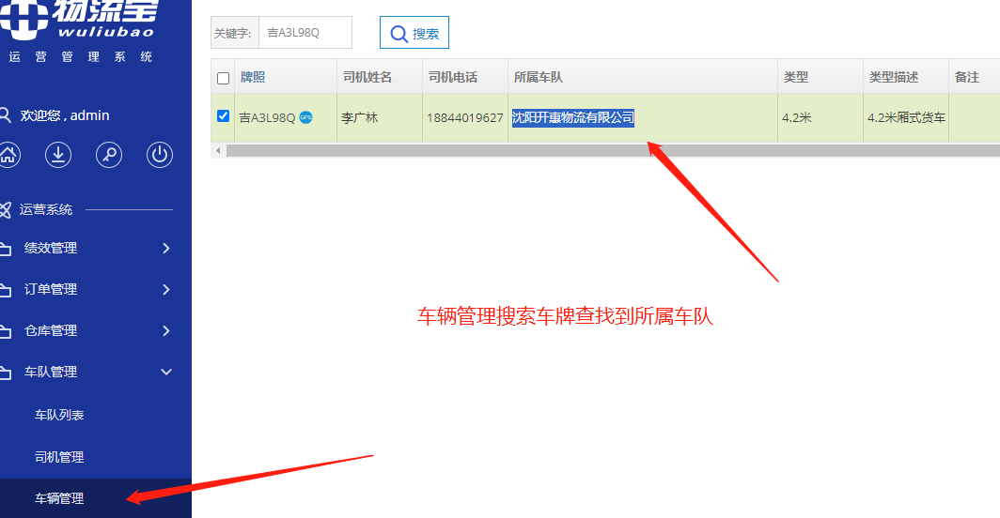 物流宝
wuliubao
运营管理系统
欢迎您 , admin
运营系统
绩效管理
订单管理
仓库管理
车队管理
车队列表
司机管理
车辆管理
关键字: 吉A3L98Q 搜索
牌照 司机姓名 司机电话 所属车队 类型 类型描述 备注
吉A3L98Q GPS 李广林 18844019627 沈阳开惠物流有限公司 4.2米 4.2米厢式货车
车辆管理搜索车牌查找到所属车队